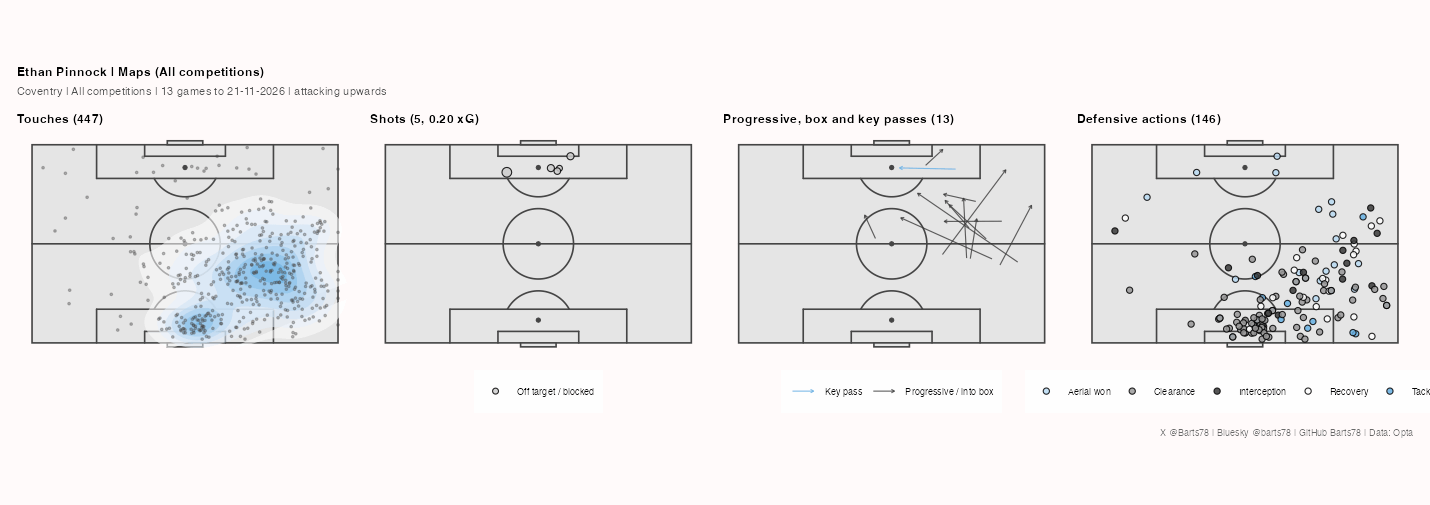 Ethan Pinnock | Maps (All competitions)
Coventry | All competitions | 13 games to 21-11-2026 | attacking upwards
Touches (447)
Shots (5, 0.20 xG)
Progressive, box and key passes (13)
Defensive actions (146)
Off target / blocked
Key pass
Progressive / into box
Aerial won
Clearance
Interception
Recovery
Tack
X @Barts78 | Bluesky @barts78 | GitHub Barts78 | Data: Opta